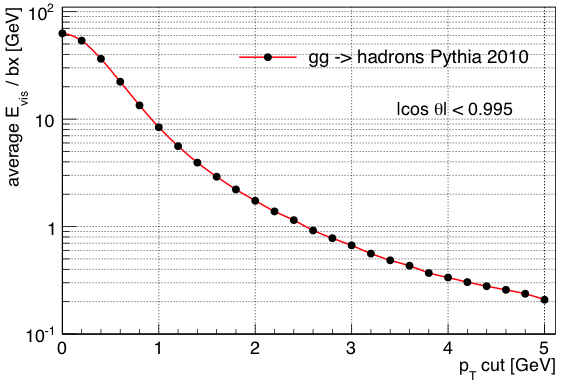 average E_vis / bx [GeV]
10²
10
1
10⁻¹
gg -> hadrons Pythia 2010
|cos θ| < 0.995
0 1 2 3 4 5
p_T cut [GeV]